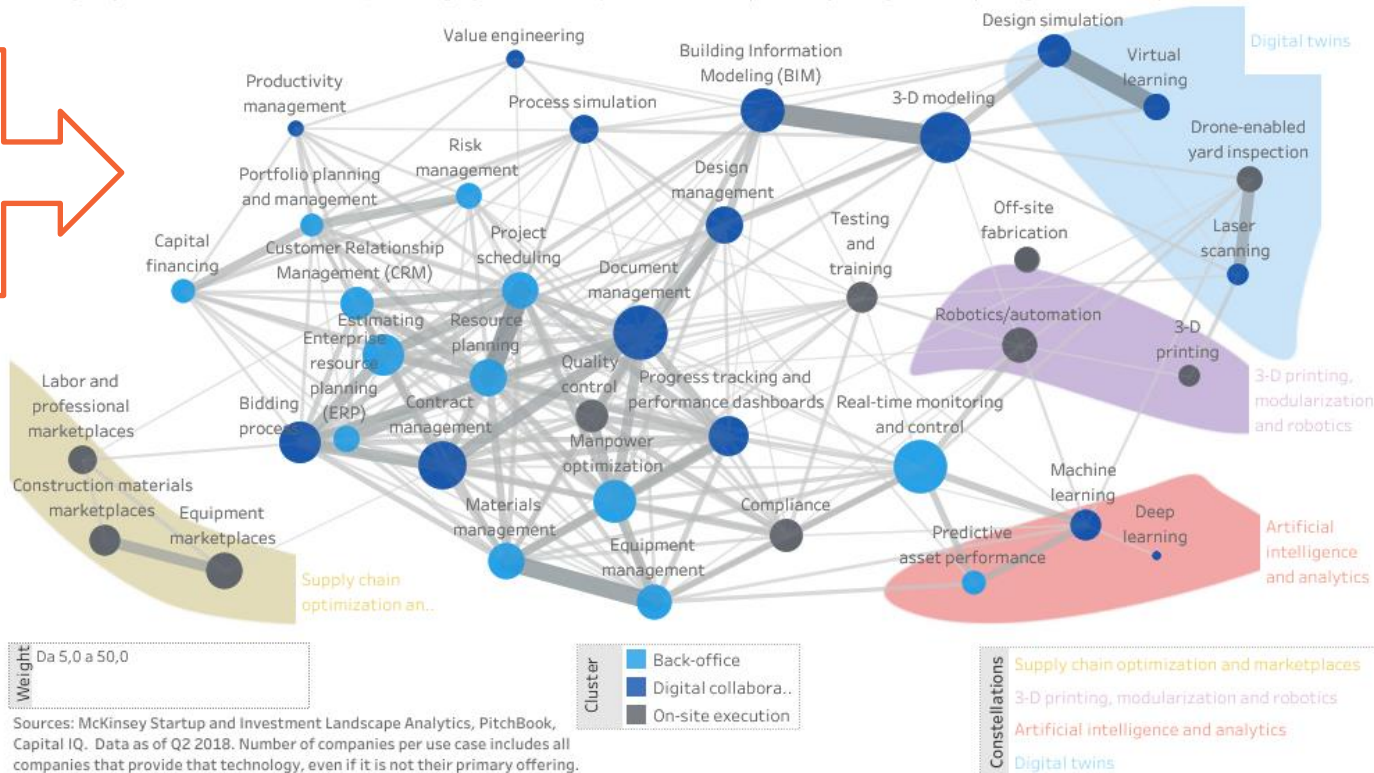 Design simulation
Digital twins
Value engineering
Building Information
Modeling (BIM)
Virtual
learning
Productivity
management
Process simulation
3-D modeling
Drone-enabled
yard inspection
Risk
management
Portfolio planning
and management
Design
management
Testing
and
training
Off-site
fabrication
Laser
scanning
Capital
financing
Customer Relationship
Management (CRM)
Project
scheduling
Document
management
Estimating
Resource
planning
Robotics/automation
3-D
printing
Enterprise
resource
planning
(ERP)
Quality
control
Labor and
professional
marketplaces
Bidding
process
Contract
management
Progress tracking and
performance dashboards
Real-time monitoring
and control
3-D printing,
modularization
and robotics
Manpower
optimization
Machine
learning
Construction materials
marketplaces
Equipment
marketplaces
Materials
management
Compliance
Deep
learning
Equipment
management
Predictive
asset performance
Artificial
intelligence
and analytics
Supply chain
optimization an..
Weight
Da 5,0 a 50,0
Cluster
Back-office
Digital collabora..
On-site execution
Constellations
Supply chain optimization and marketplaces
3-D printing, modularization and robotics
Artificial intelligence and analytics
Digital twins
Sources: McKinsey Startup and Investment Landscape Analytics, PitchBook,
Capital IQ. Data as of Q2 2018. Number of companies per use case includes all
companies that provide that technology, even if it is not their primary offering.